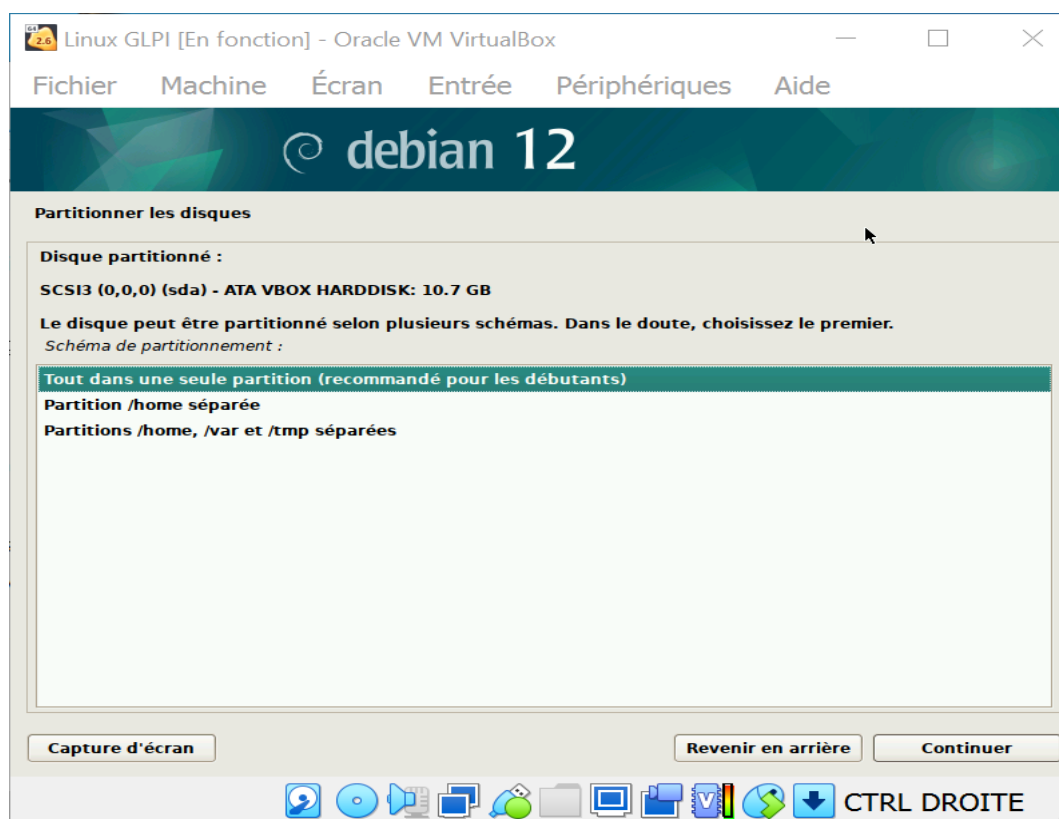 64
2.6
Linux GLPI [En fonction] - Oracle VM VirtualBox
Fichier Machine Écran Entrée Périphériques Aide
debian 12
Partitionner les disques
Disque partitionné :
SCSI3 (0,0,0) (sda) - ATA VBOX HARDDISK: 10.7 GB
Le disque peut être partitionné selon plusieurs schémas. Dans le doute, choisissez le premier.
Schéma de partitionnement :
Tout dans une seule partition (recommandé pour les débutants)
Partition /home séparée
Partitions /home, /var et /tmp séparées
Capture d'écran Revenir en arrière Continuer
V CTRL DROITE